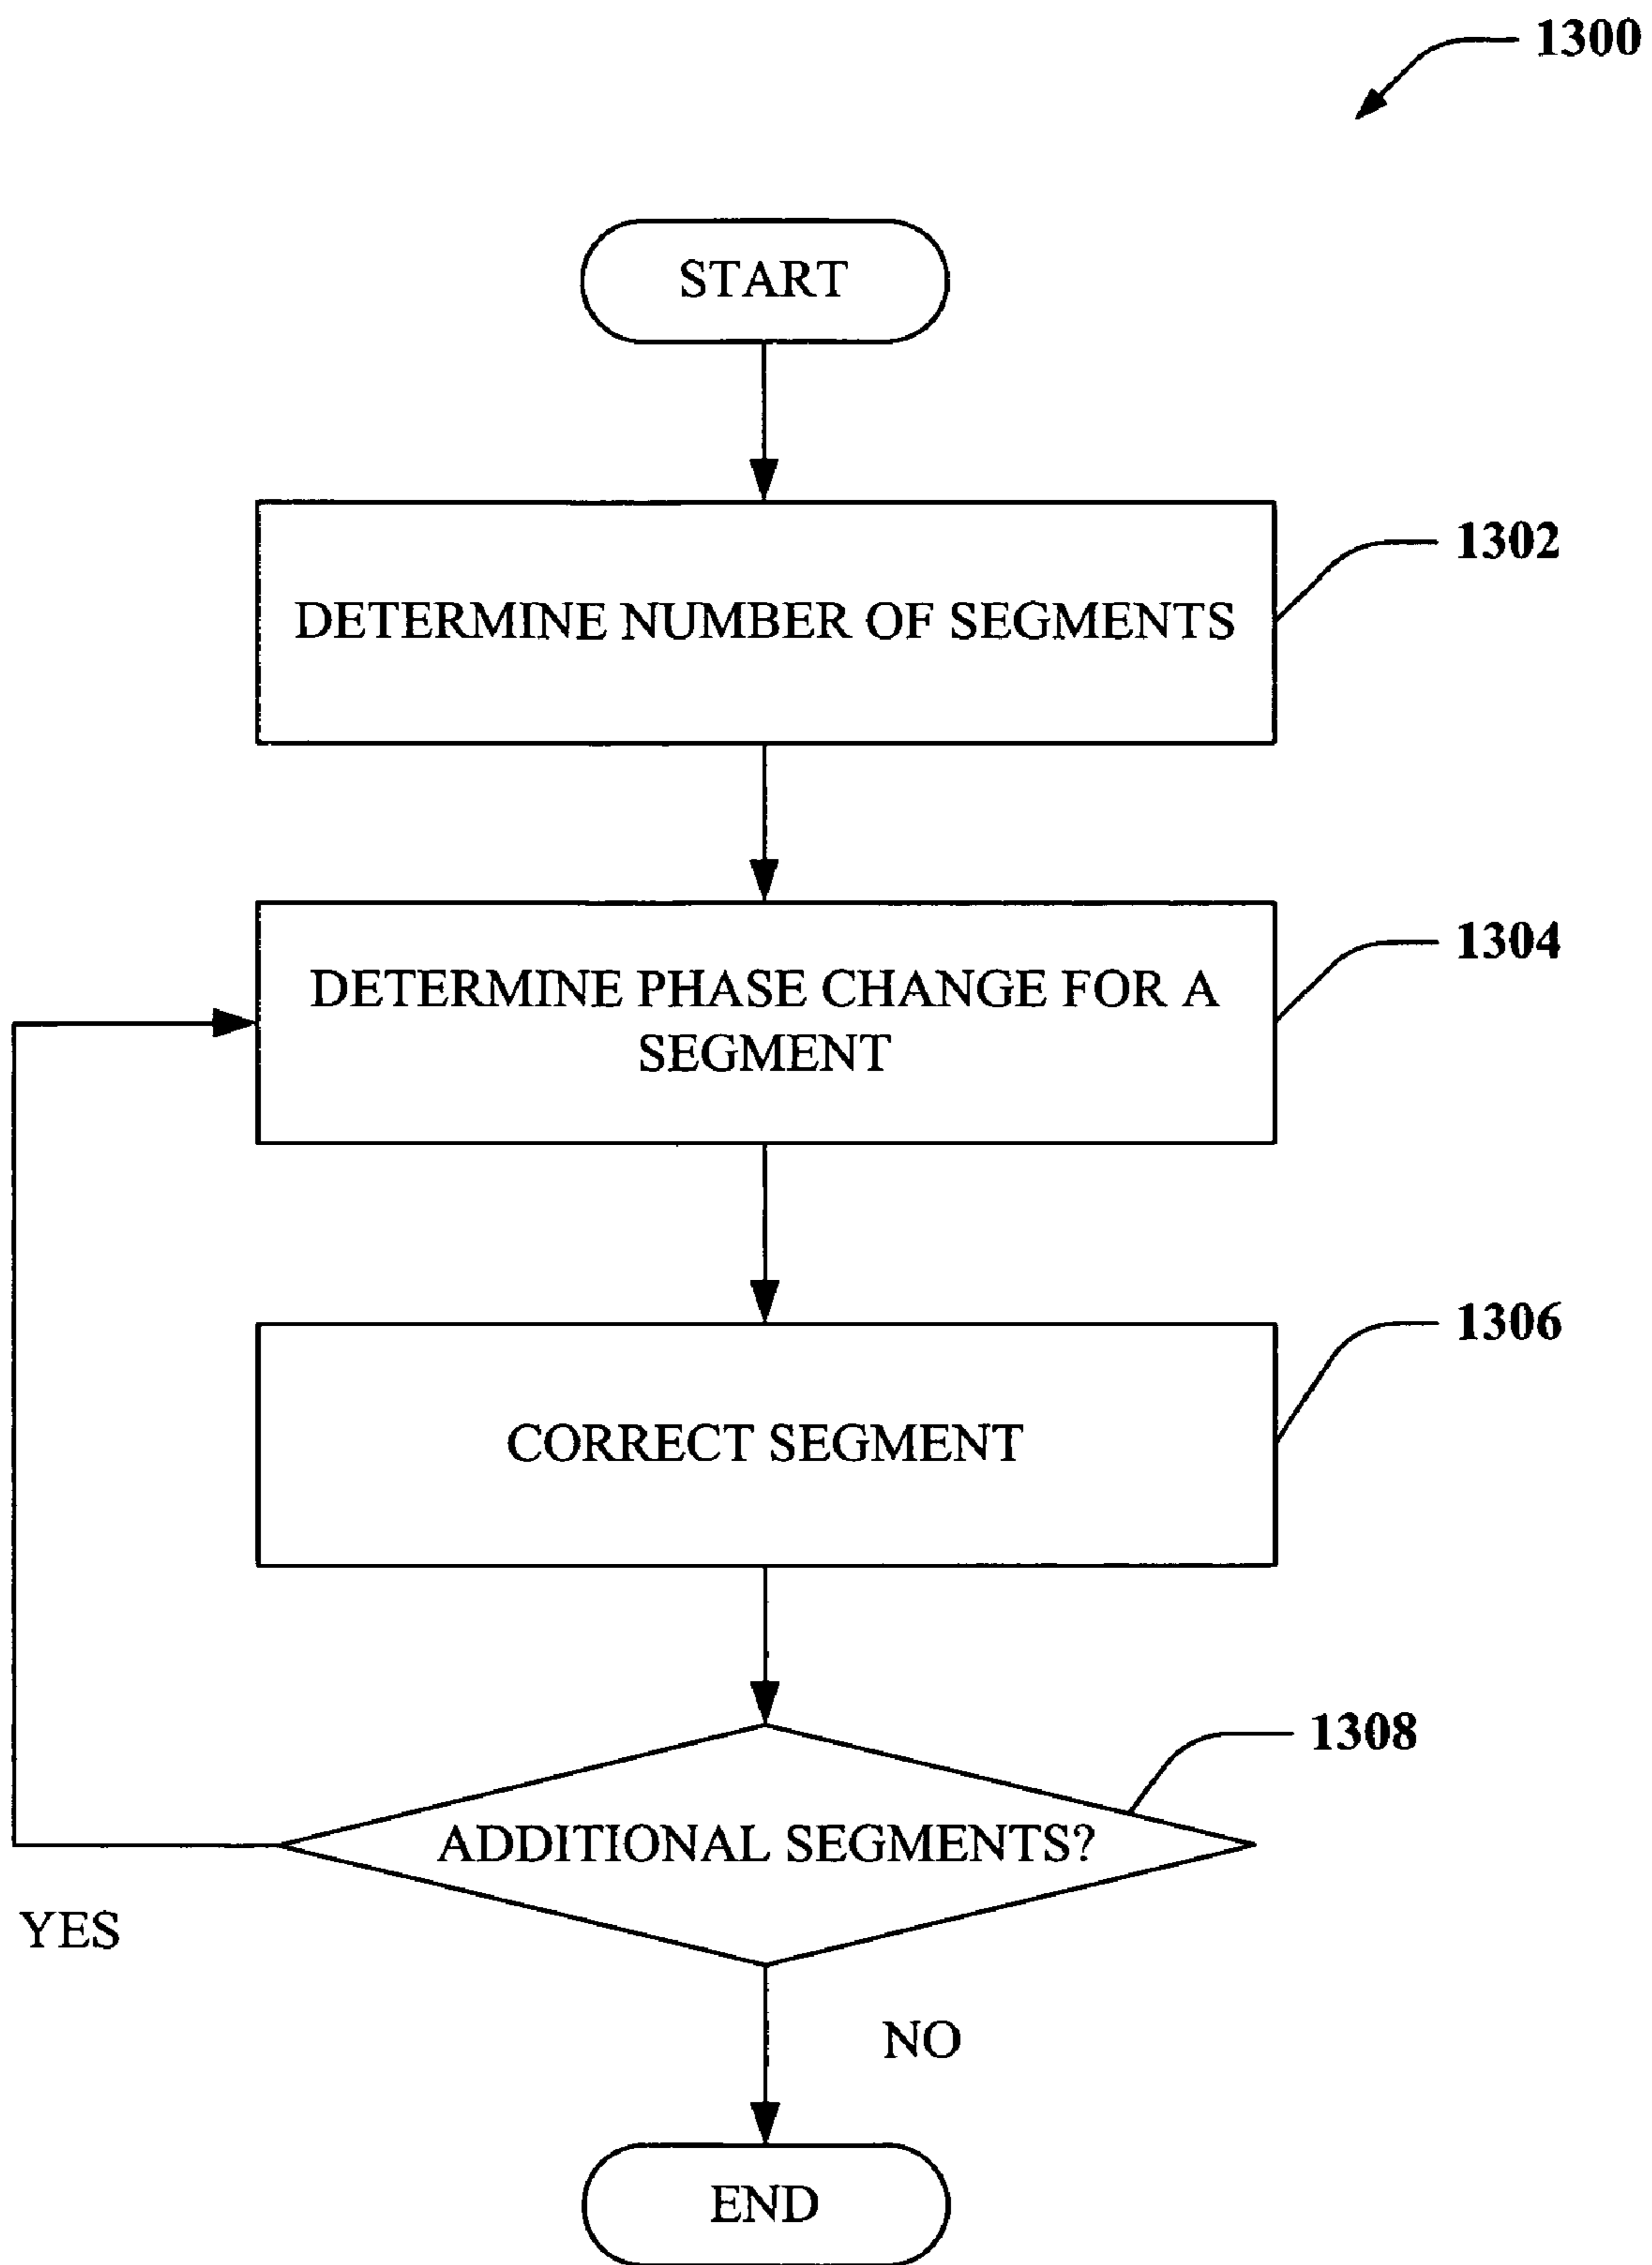 1300
START
1302
DETERMINE NUMBER OF SEGMENTS
1304
DETERMINE PHASE CHANGE FOR A
SEGMENT
1306
CORRECT SEGMENT
1308
ADDITIONAL SEGMENTS?
YES
NO
END